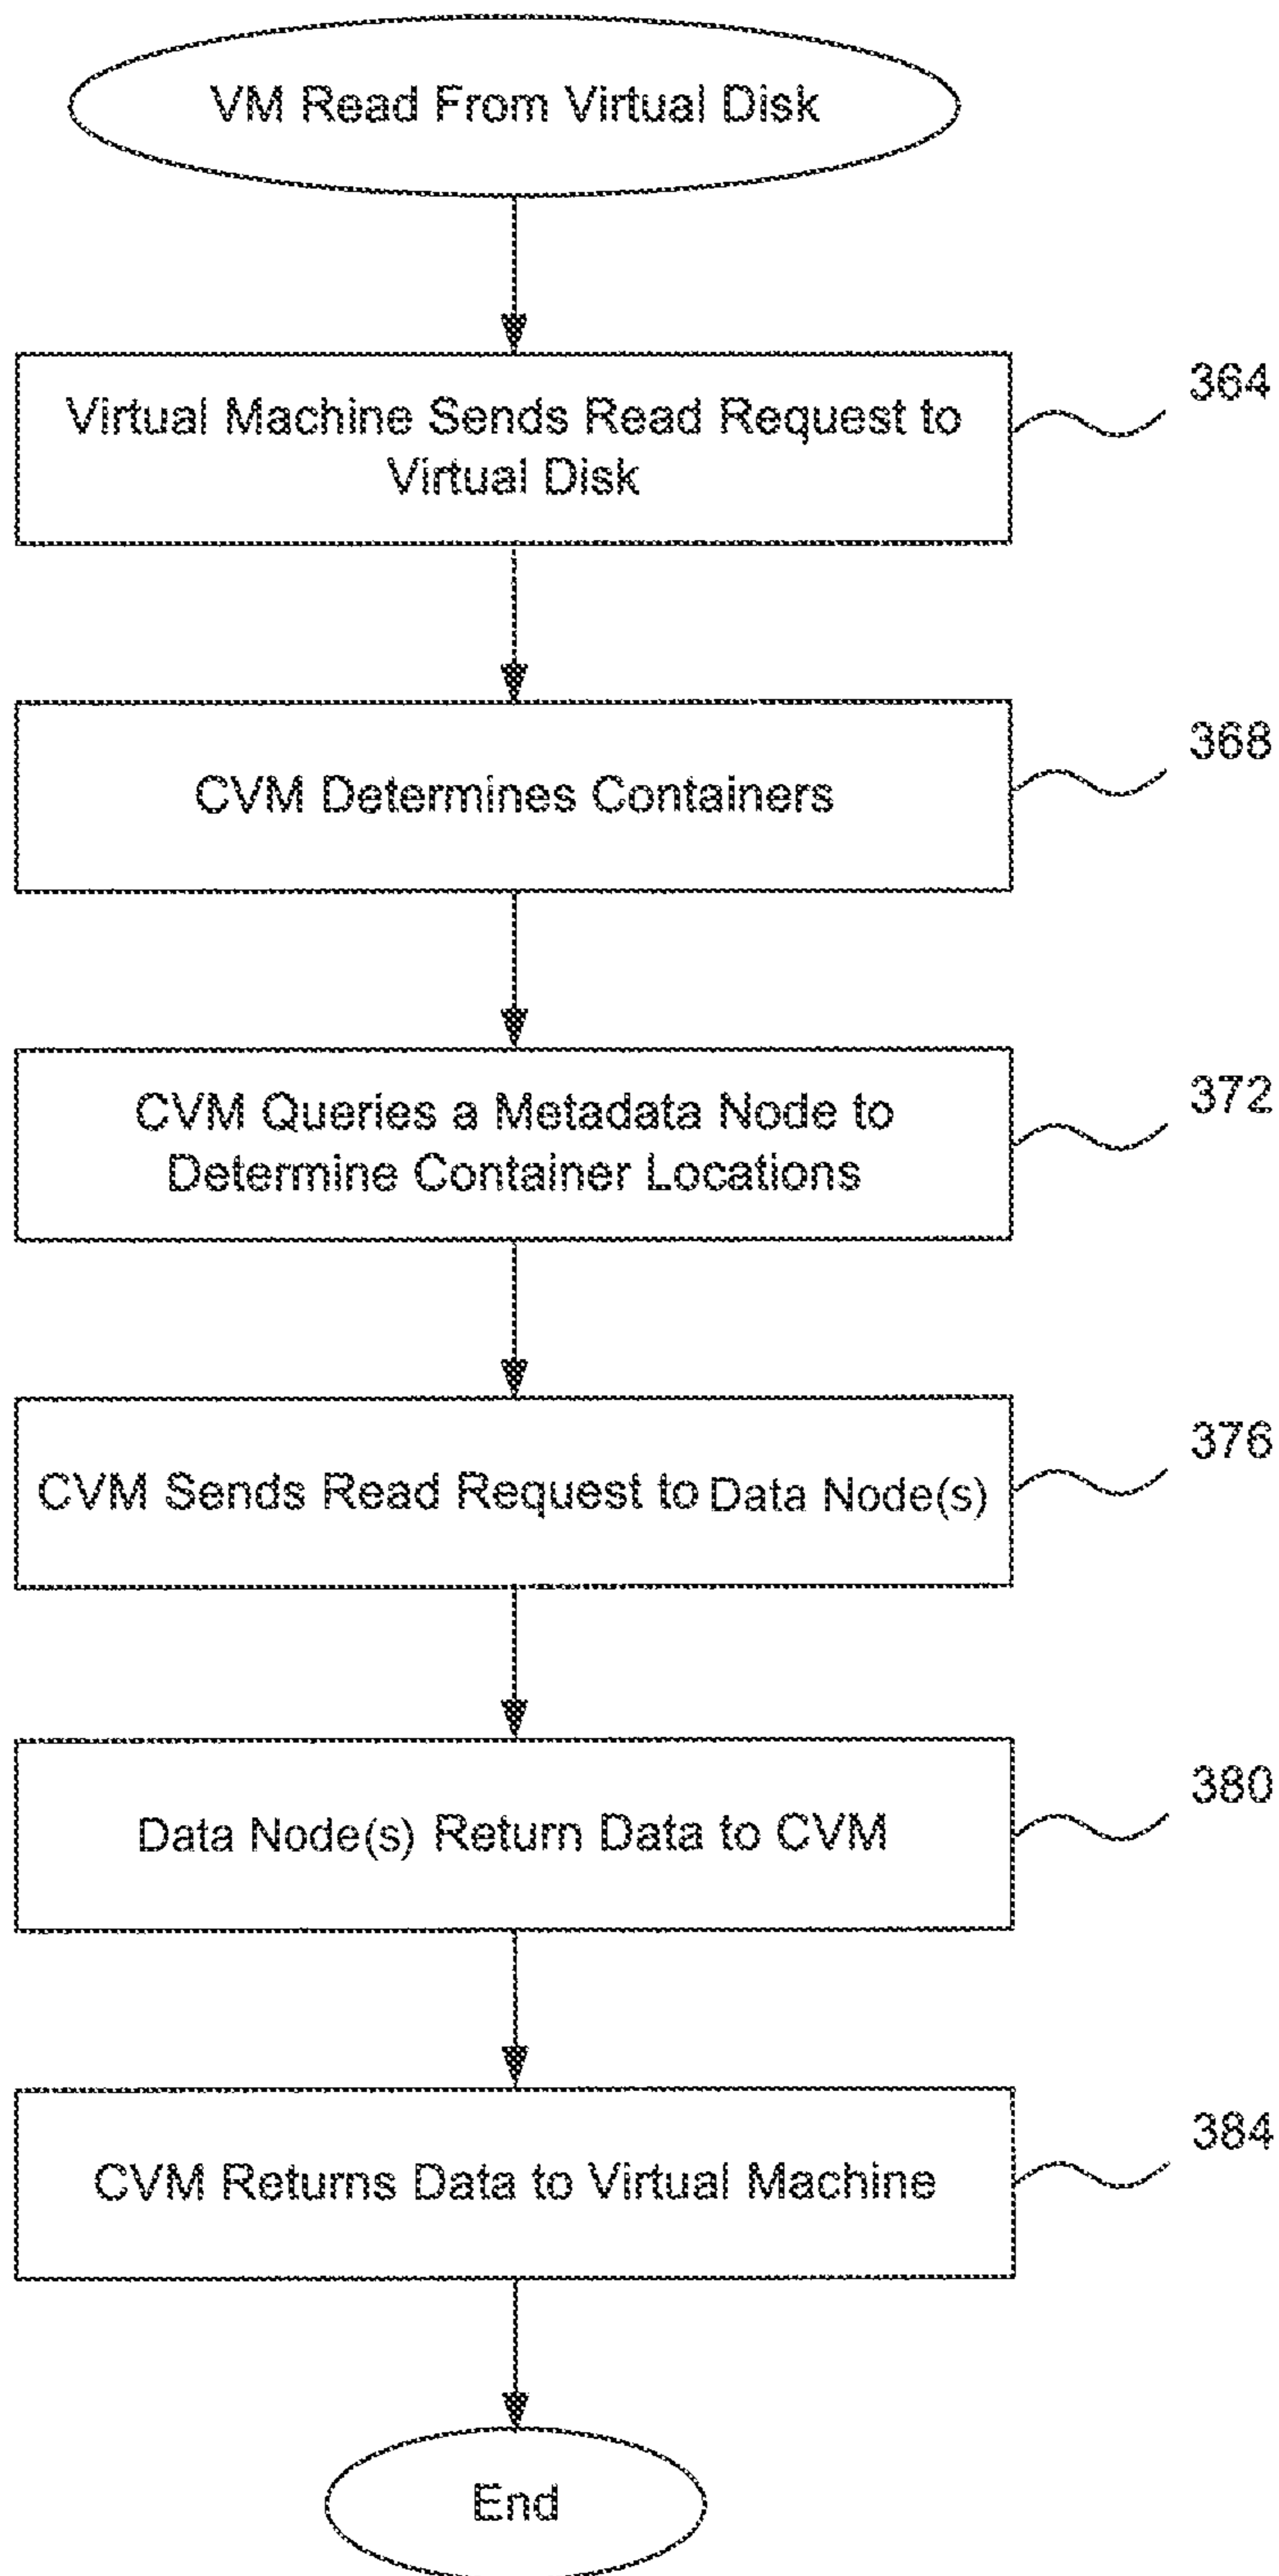 VM Read From Virtual Disk
Virtual Machine Sends Read Request to
Virtual Disk
364
CVM Determines Containers
368
CVM Queries a Metadata Node to
Determine Container Locations
372
CVM Sends Read Request to Data Node(s)
376
Data Node(s) Return Data to CVM
380
CVM Returns Data to Virtual Machine
384
End